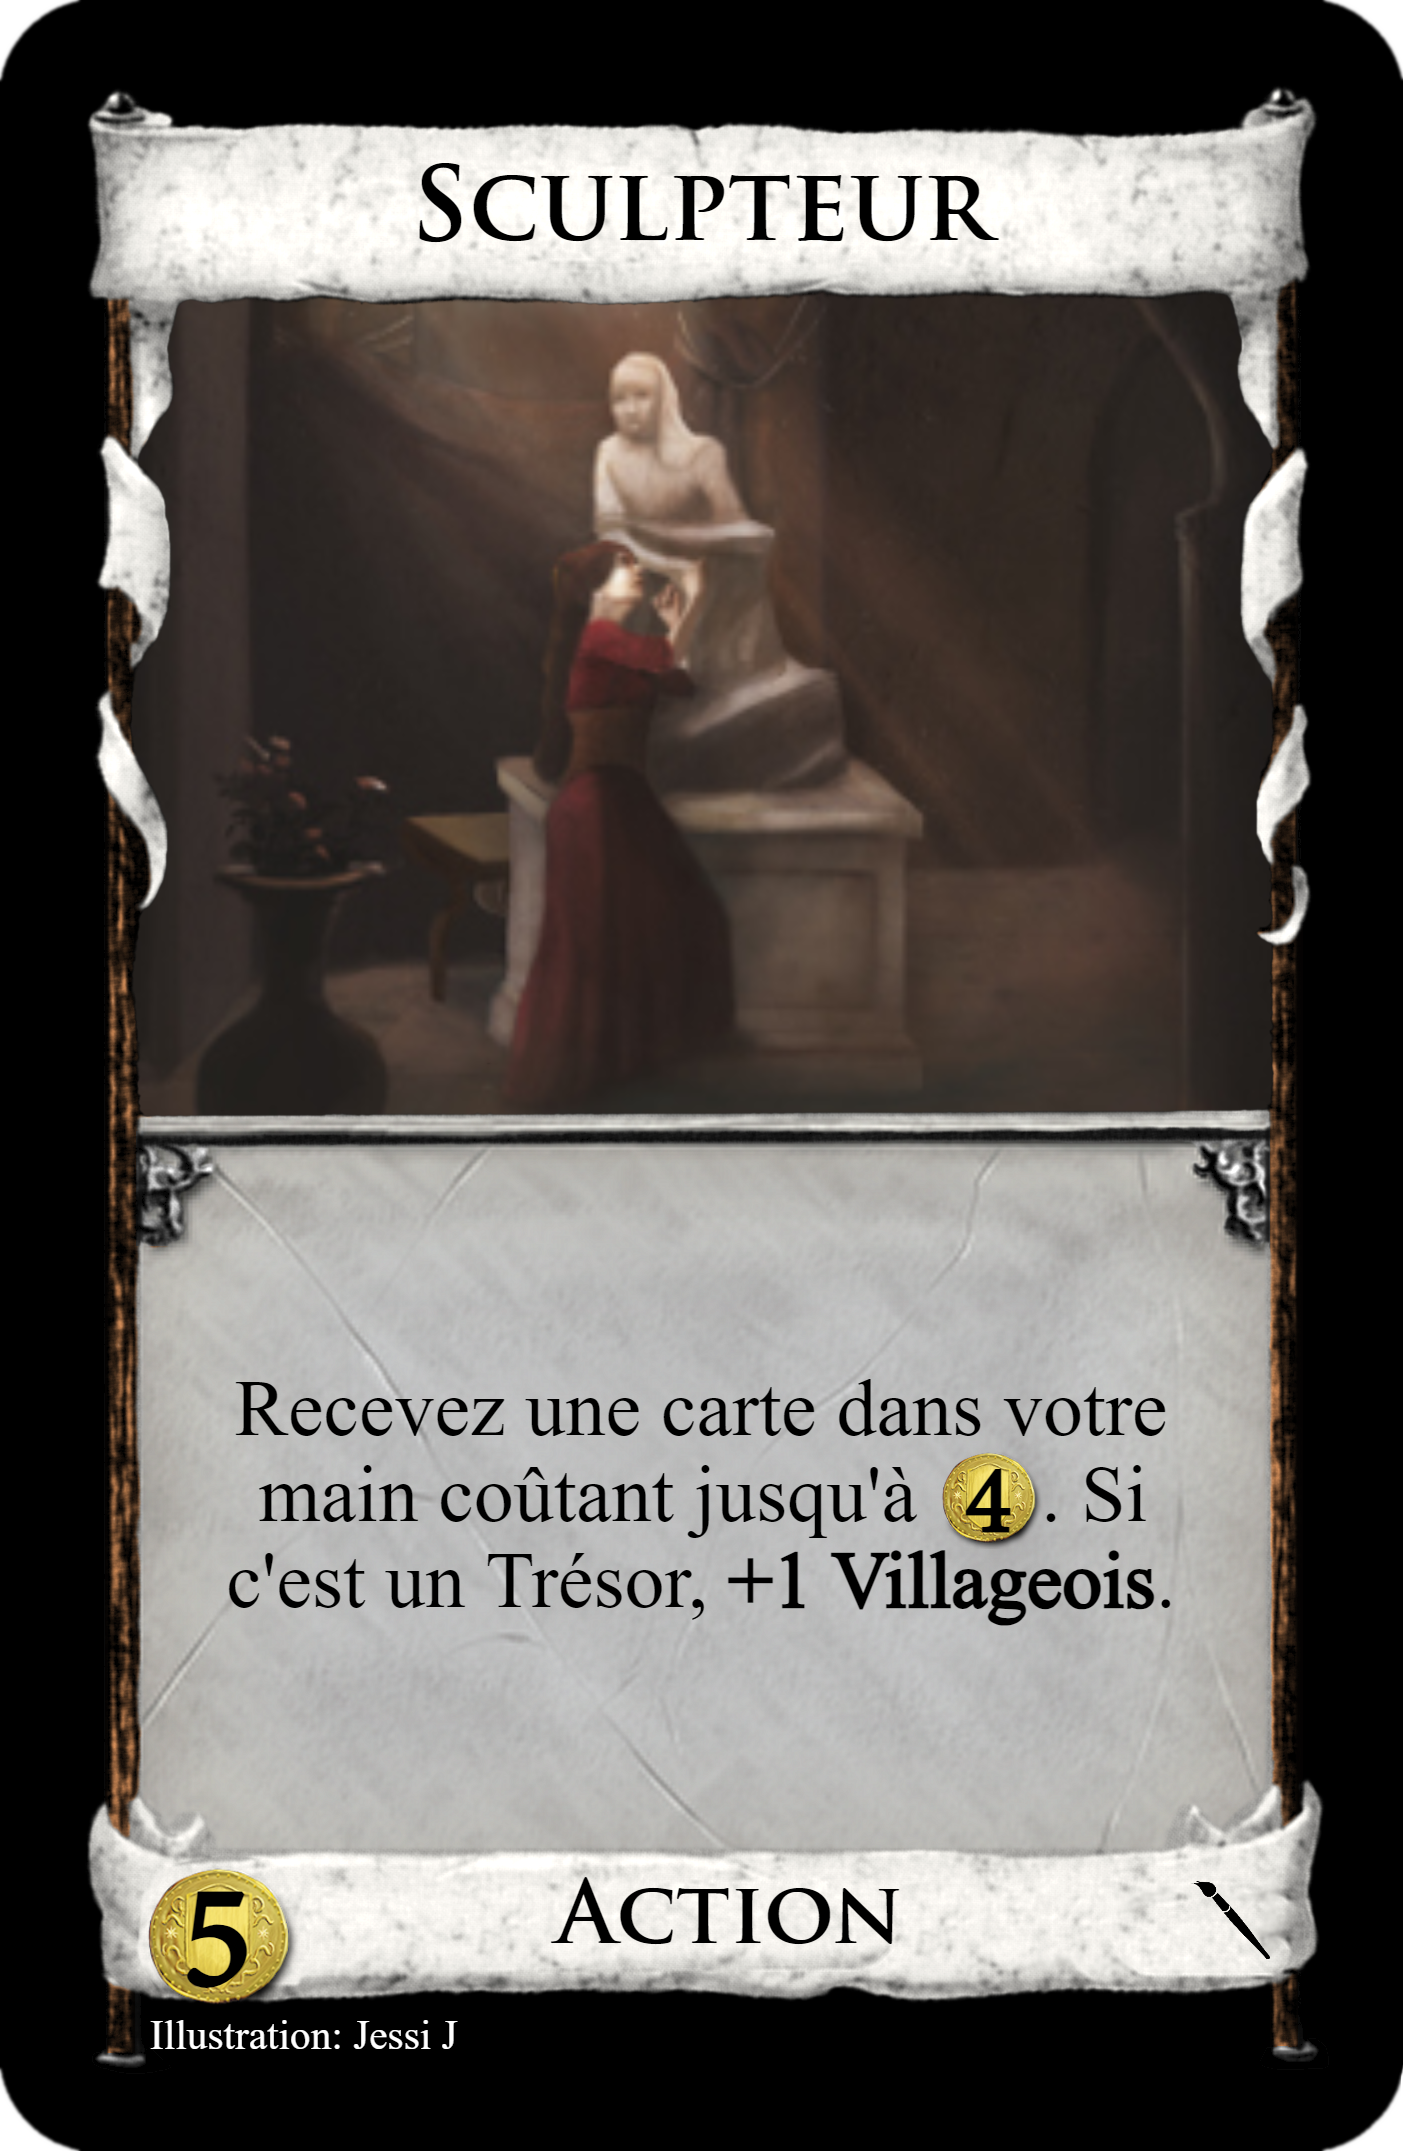 Sculpteur
Recevez une carte dans votre
main coûtant jusqu'à 4. Si
c'est un Trésor, +1 Villageois.
5 Action
Illustration: Jessi J